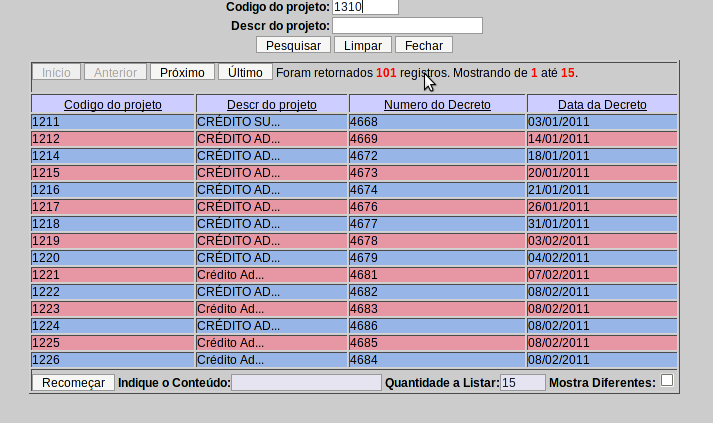 Codigo do projeto: 1310
Descr do projeto:
Pesquisar Limpar Fechar
Início Anterior Próximo Último Foram retornados 101 registros. Mostrando de 1 até 15.
Codigo do projeto Descr do projeto Numero do Decreto Data da Decreto
1211 CRÉDITO SU... 4668 03/01/2011
1212 CRÉDITO AD... 4669 14/01/2011
1214 CRÉDITO AD... 4672 18/01/2011
1215 CRÉDITO AD... 4673 20/01/2011
1216 CRÉDITO AD... 4674 21/01/2011
1217 CRÉDITO AD... 4676 26/01/2011
1218 CRÉDITO AD... 4677 31/01/2011
1219 CRÉDITO AD... 4678 03/02/2011
1220 CRÉDITO AD... 4679 04/02/2011
1221 Crédito Ad... 4681 07/02/2011
1222 CRÉDITO AD... 4682 08/02/2011
1223 Crédito Ad... 4683 08/02/2011
1224 CRÉDITO AD... 4686 08/02/2011
1225 Crédito Ad... 4685 08/02/2011
1226 Crédito Ad... 4684 08/02/2011
Recomeçar Indique o Conteúdo: Quantidade a Listar: 15 Mostra Diferentes: